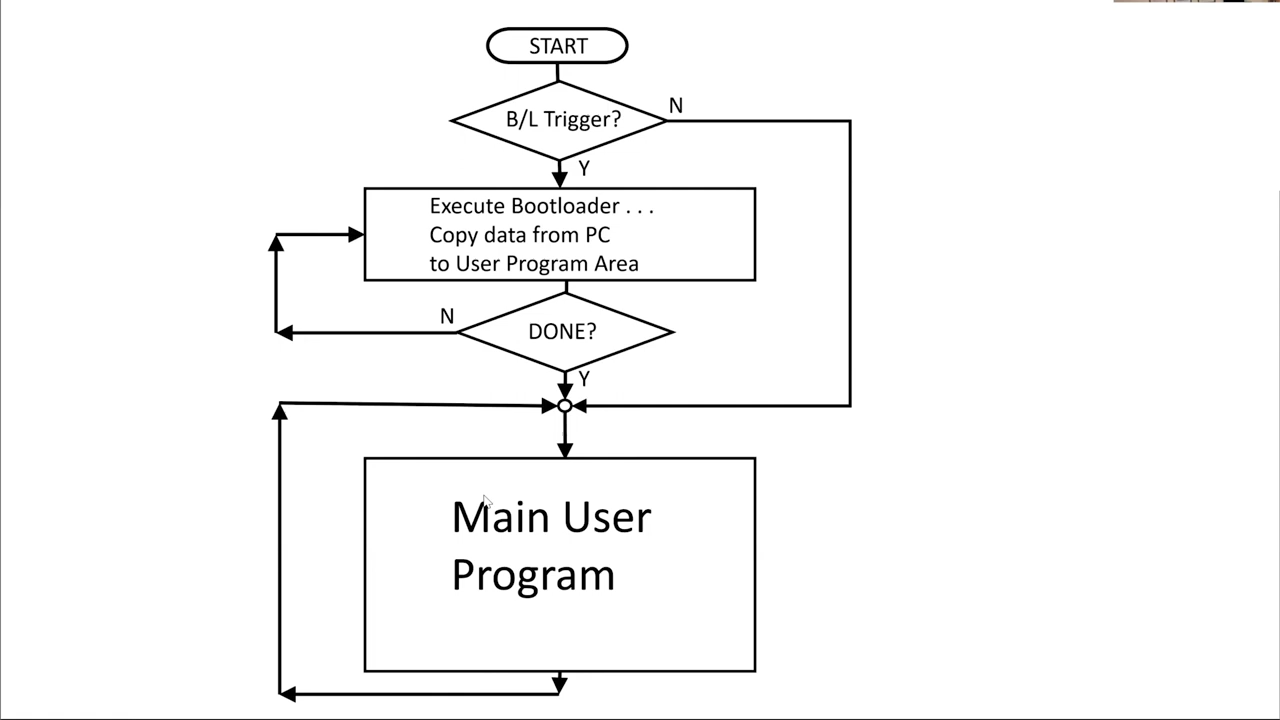 START
B/L Trigger?
N
Y
Execute Bootloader . . .
Copy data from PC
to User Program Area
N
DONE?
Y
Main User
Program